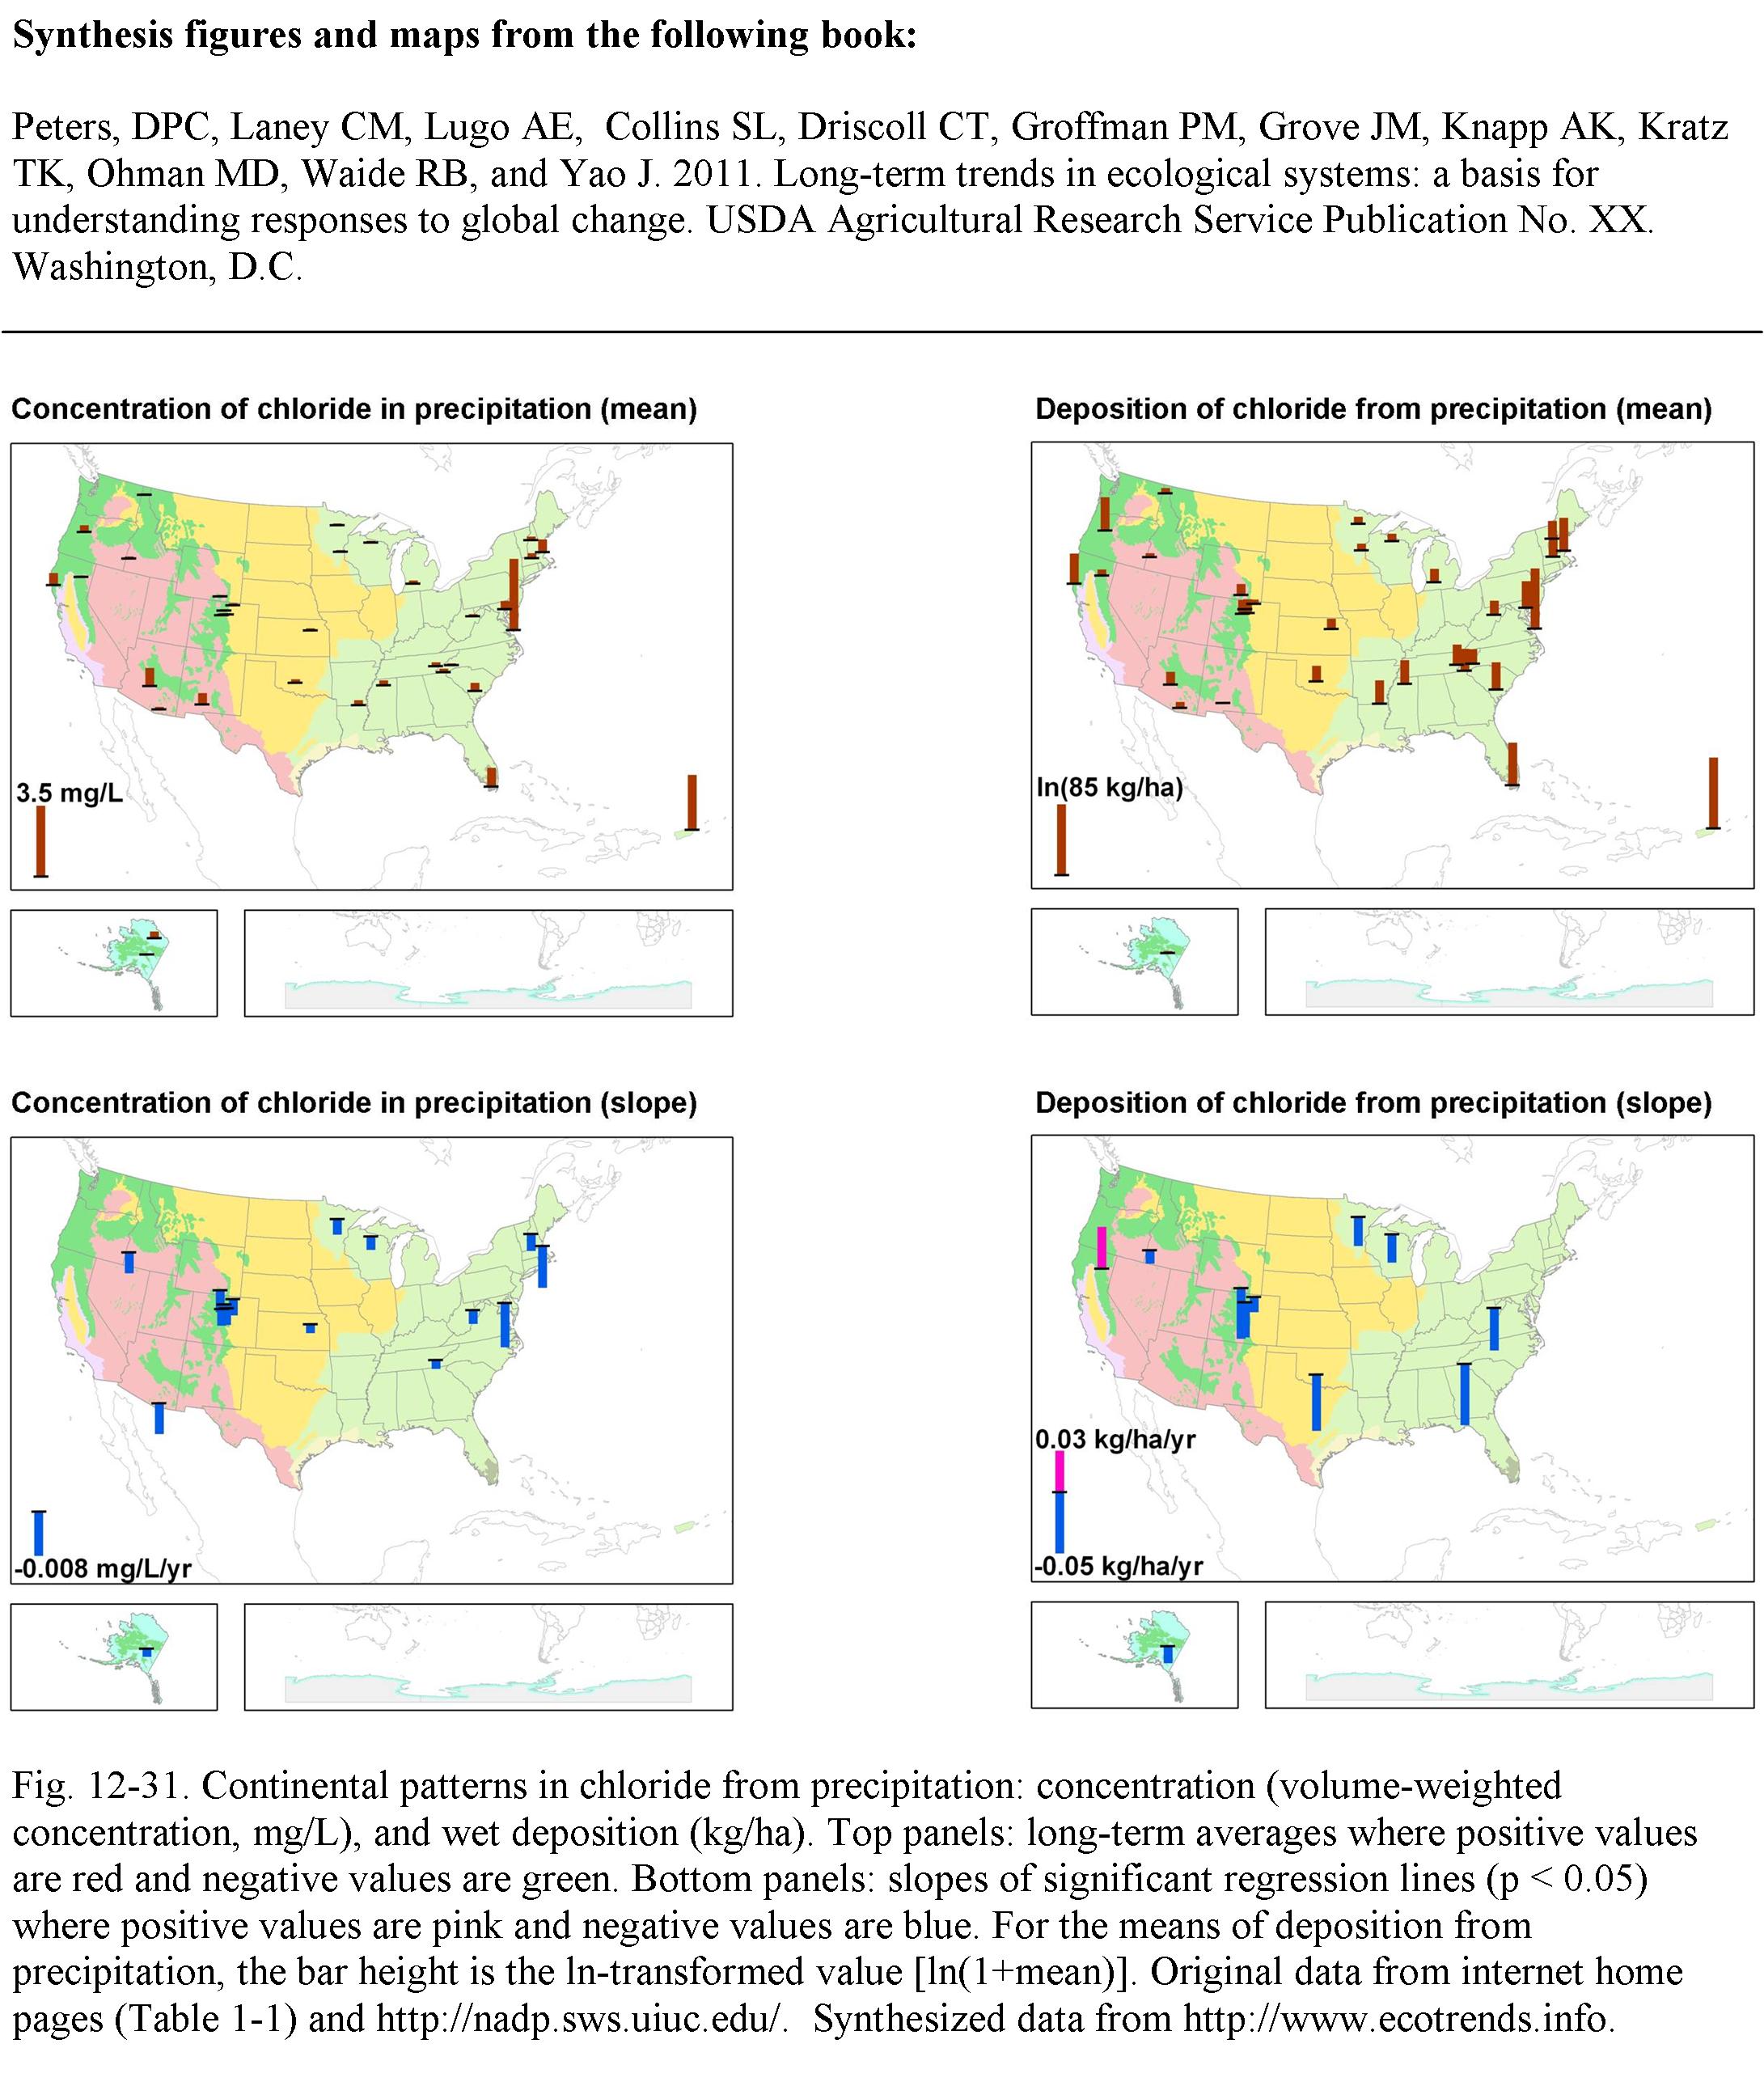 Synthesis figures and maps from the following book:
Peters, DPC, Laney CM, Lugo AE,  Collins SL, Driscoll CT, Groffman PM, Grove JM, Knapp AK, Kratz
TK, Ohman MD, Waide RB, and Yao J. 2011. Long-term trends in ecological systems: a basis for
understanding responses to global change. USDA Agricultural Research Service Publication No. XX.
Washington, D.C.
Concentration of chloride in precipitation (mean)
3.5 mg/L
Deposition of chloride from precipitation (mean)
ln(85 kg/ha)
Concentration of chloride in precipitation (slope)
-0.008 mg/L/yr
Deposition of chloride from precipitation (slope)
0.03 kg/ha/yr
-0.05 kg/ha/yr
Fig. 12-31. Continental patterns in chloride from precipitation: concentration (volume-weighted
concentration, mg/L), and wet deposition (kg/ha). Top panels: long-term averages where positive values
are red and negative values are green. Bottom panels: slopes of significant regression lines (p < 0.05)
where positive values are pink and negative values are blue. For the means of deposition from
precipitation, the bar height is the ln-transformed value [ln(1+mean)]. Original data from internet home
pages (Table 1-1) and http://nadp.sws.uiuc.edu/.  Synthesized data from http://www.ecotrends.info.